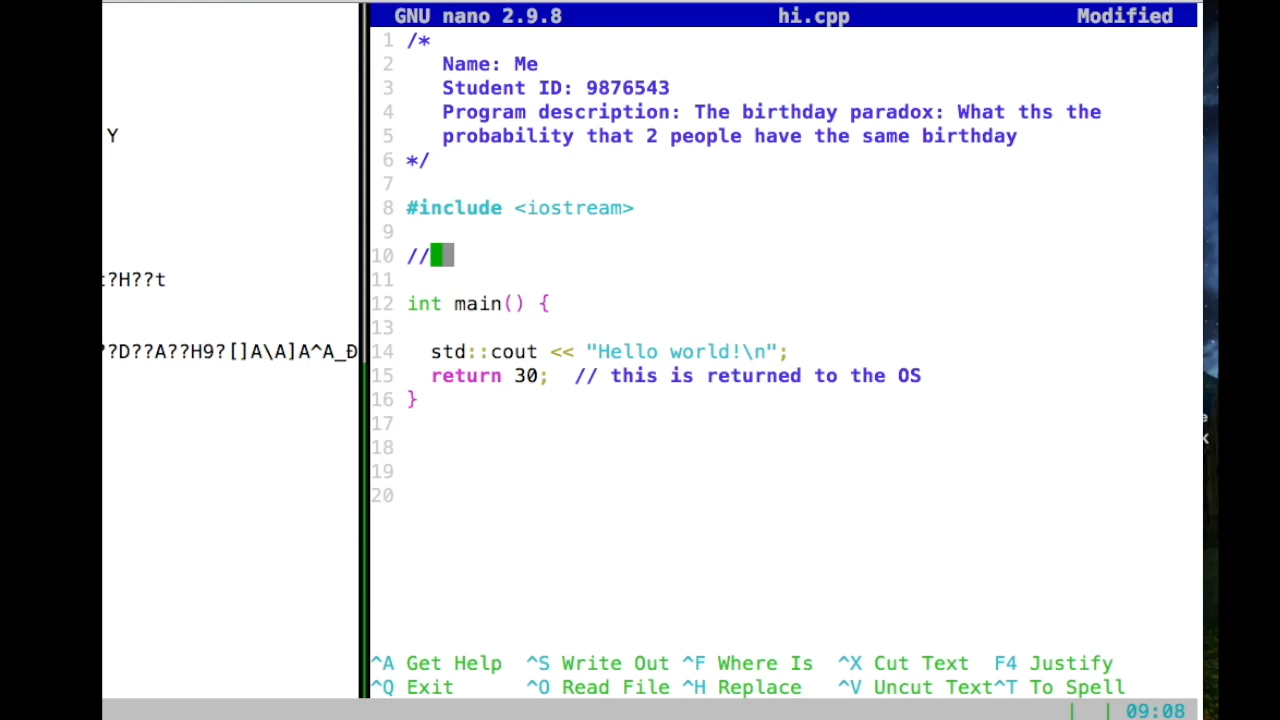 GNU nano 2.9.8 hi.cpp Modified
1 /*
2 Name: Me
3 Student ID: 9876543
4 Program description: The birthday paradox: What ths the
5 probability that 2 people have the same birthday
6 */
7
8 #include <iostream>
9
10 //
11
12 int main() {
13
14 std::cout << "Hello world!\n";
15 return 30; // this is returned to the OS
16 }
17
18
19
20
^A Get Help ^S Write Out ^F Where Is ^X Cut Text F4 Justify
^Q Exit ^O Read File ^H Replace ^V Uncut Text^T To Spell
| | 09:08
Y
?H??t
?D??A??H9?[]A\A]A^A_Đ